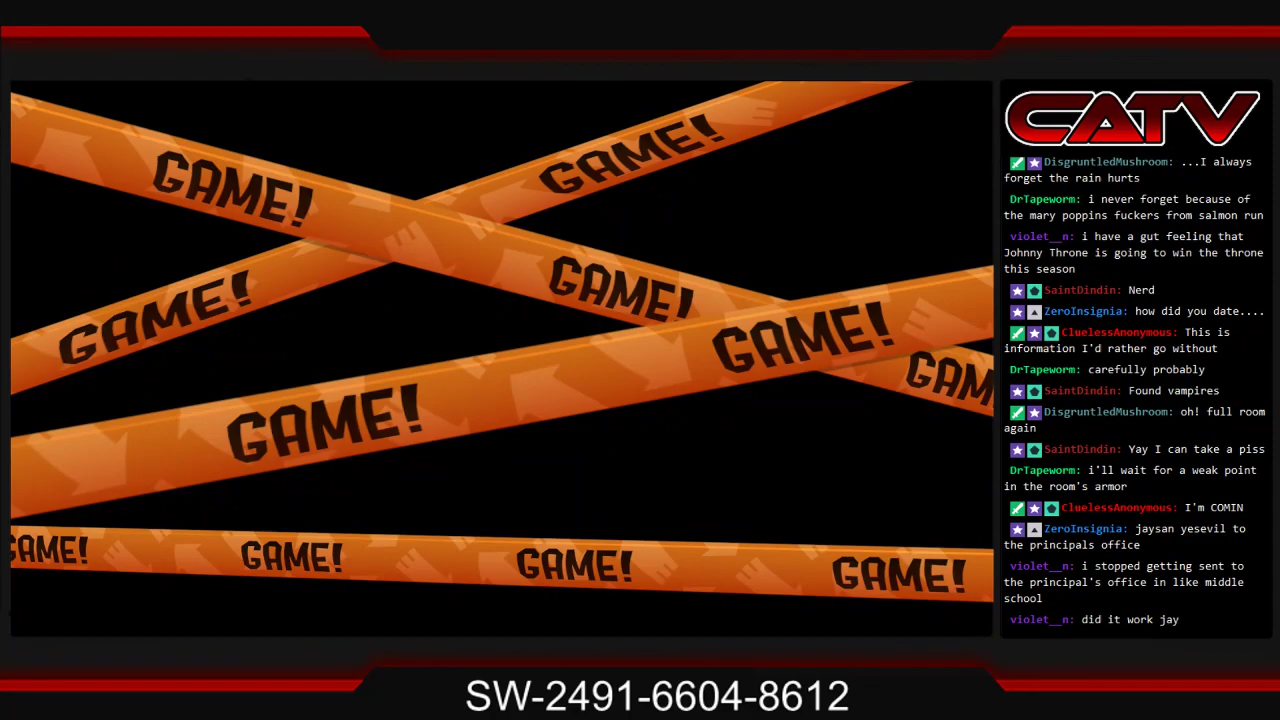 GAME!
GAME!
GAME!
GAME!
GAME!
GAM
GAME!
GAME!
GAME!
GAME!
GAME!
CATV
DisgruntledMushroom: ...I always
forget the rain hurts
DrTapeworm: i never forget because of
the mary poppins fuckers from salmon run
violet__n: i have a gut feeling that
Johnny Throne is going to win the throne
this season
SaintDindin: Nerd
ZeroInsignia: how did you date....
CluelessAnonymous: This is
information I'd rather go without
DrTapeworm: carefully probably
SaintDindin: Found vampires
DisgruntledMushroom: oh! full room
again
SaintDindin: Yay I can take a piss
DrTapeworm: i'll wait for a weak point
in the room's armor
CluelessAnonymous: I'M COMIN
ZeroInsignia: jaysan yesevil to
the principals office
violet__n: i stopped getting sent to
the principal's office in like middle
school
violet__n: did it work jay
SW-2491-6604-8612